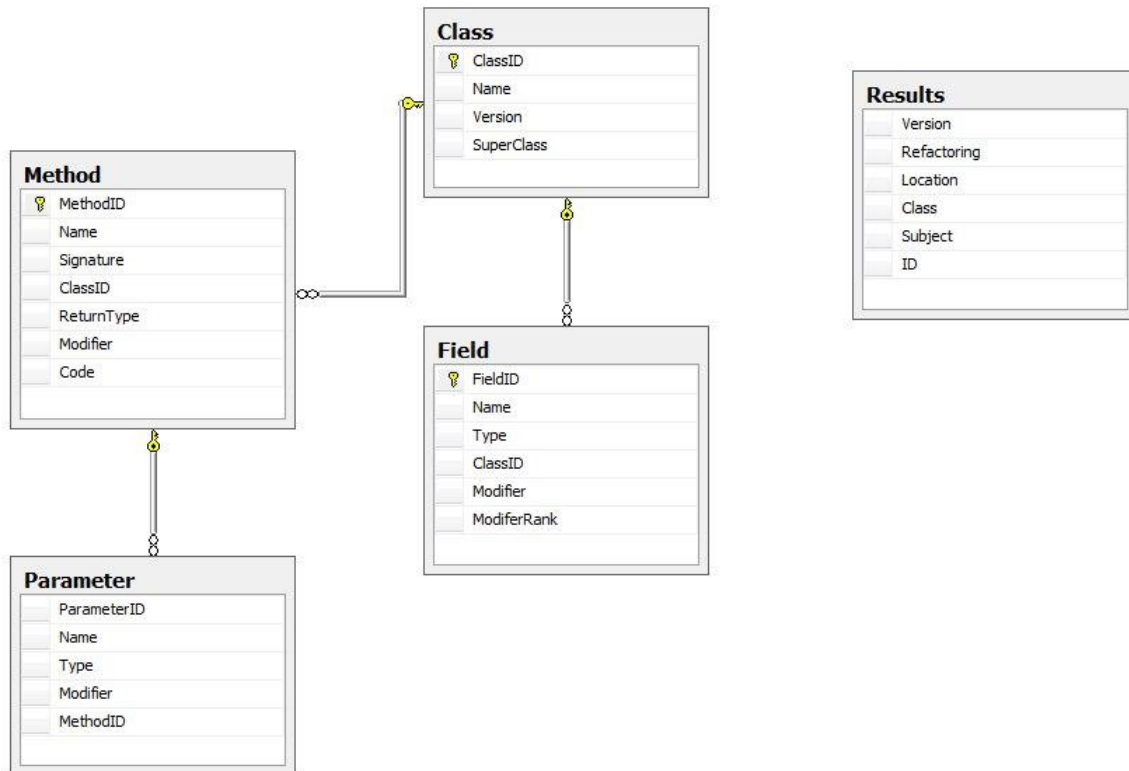 Class
ClassID
Name
Version
SuperClass
Results
Version
Refactoring
Location
Class
Subject
ID
Method
MethodID
Name
Signature
ClassID
ReturnType
Modifier
Code
Field
FieldID
Name
Type
ClassID
Modifier
ModiferRank
Parameter
ParameterID
Name
Type
Modifier
MethodID